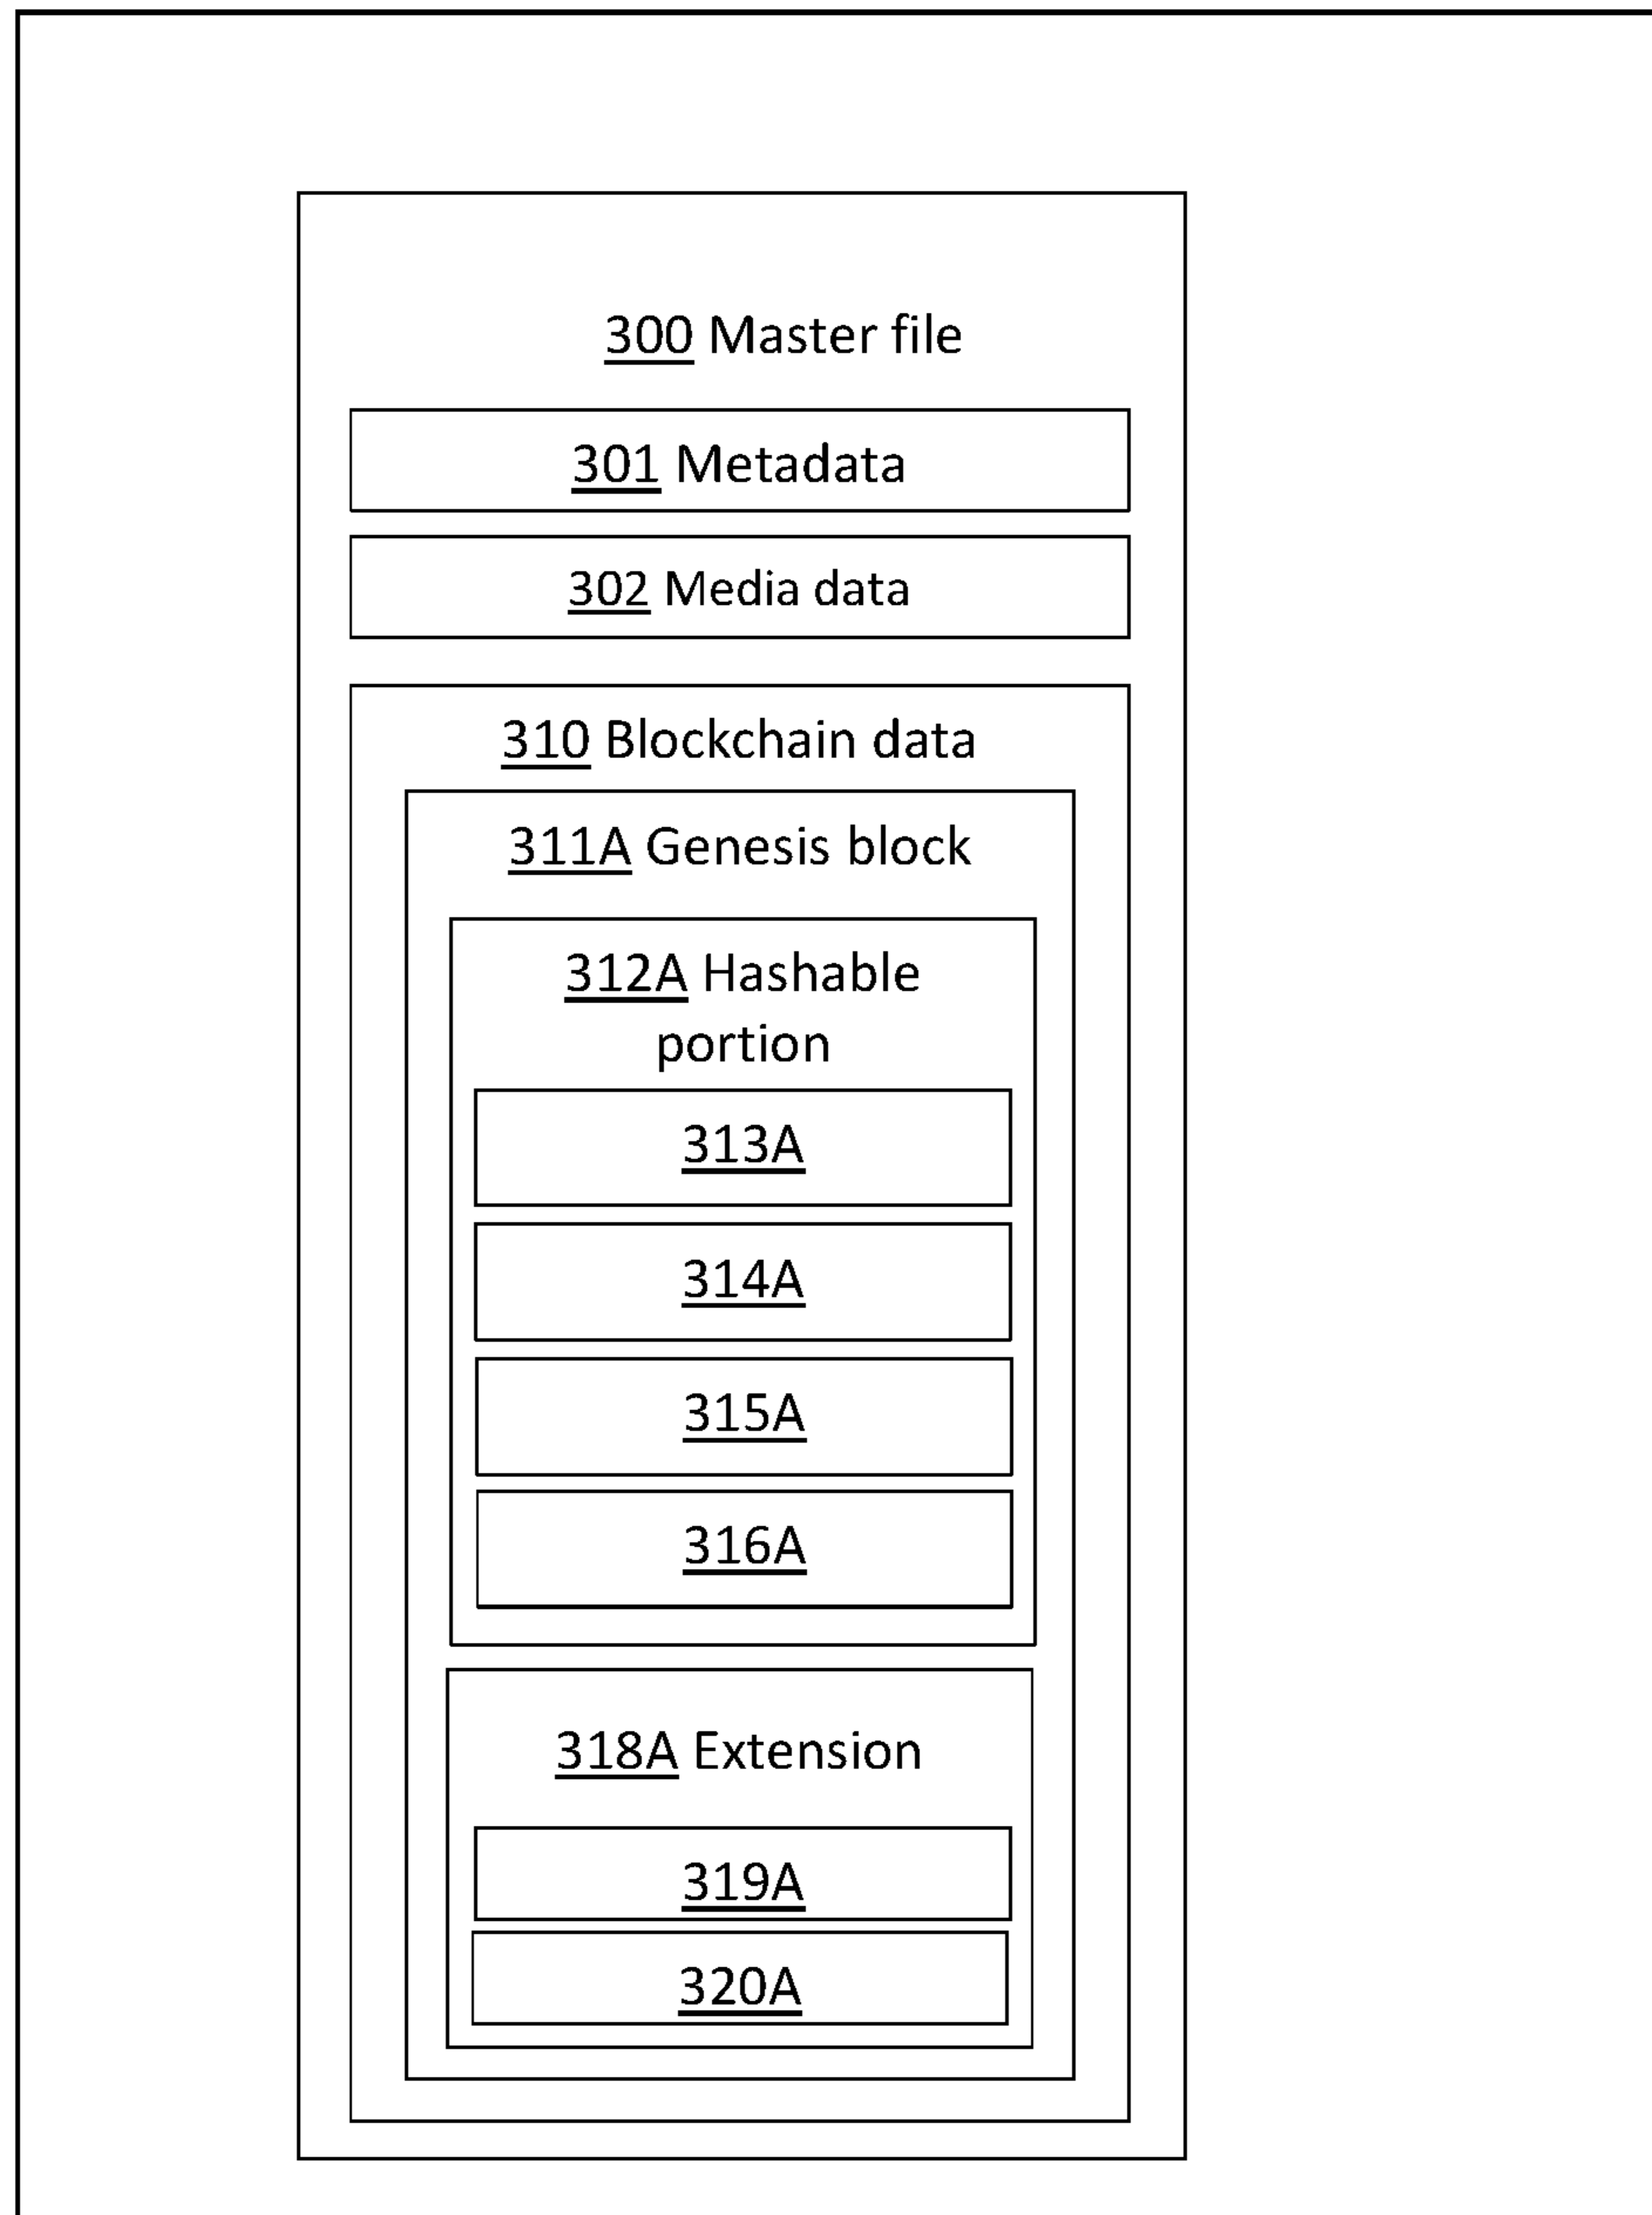 300 Master file
301 Metadata
302 Media data
310 Blockchain data
311A Genesis block
312A Hashable
portion
313A
314A
315A
316A
318A Extension
319A
320A